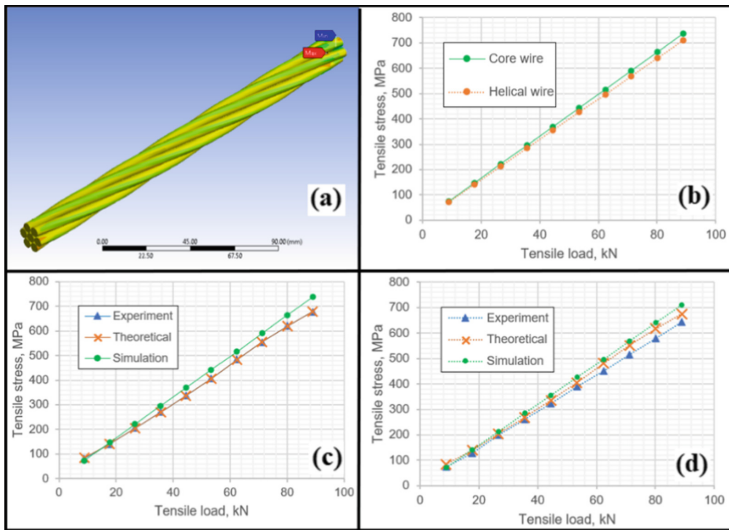 (a)
0.00
45.00
90.00 (mm)
22.50
67.50
800
700
600
500
400
300
200
100
0
Tensile stress, MPa
Core wire
Helical wire
(b)
0
20
40
60
80
100
Tensile load, kN
800
700
600
500
400
300
200
100
0
Tensile stress, MPa
Experiment
Theoretical
Simulation
(c)
0
20
40
60
80
100
Tensile load, kN
800
700
600
500
400
300
200
100
0
Tensile stress, MPa
Experiment
Theoretical
Simulation
(d)
0
20
40
60
80
100
Tensile load, kN